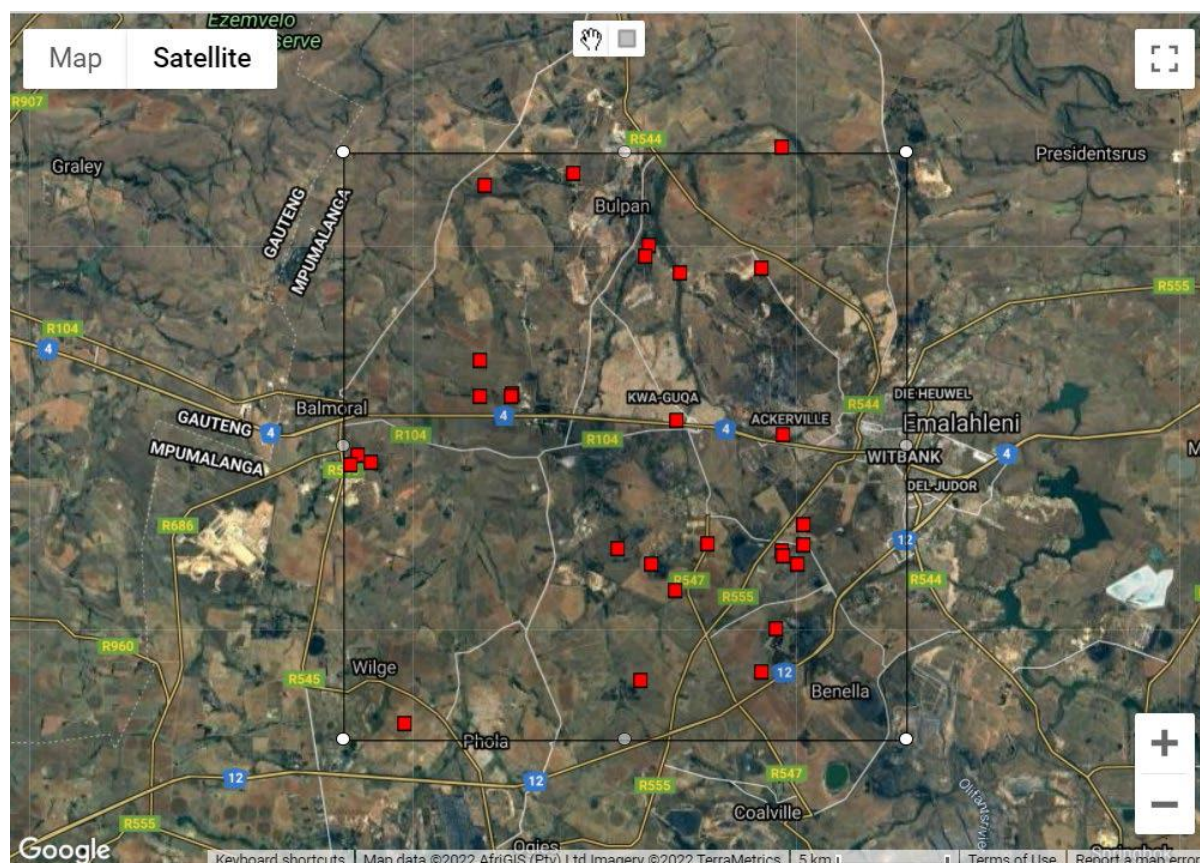 Ezemvelo
serve
Map
Satellite
R907
Graley
R544
Presidentsrus
GAUTENG
MPUMALANGA
Bulpan
R555
R104
4
KWA-GUQA
DIE HEUWEL
Balmoral
4
R544
GAUTENG
4
R104
R104
4
ACKERVILLE
Emalahleni
MPUMALANGA
WITBANK
4
DEL JUDOR
R686
12
R547
R555
R544
R960
Wilge
R545
12
Benella
Phola
12
12
R555
R547
Coalville
R555
Ogies
Google
Keyboard shortcuts
Map data ©2022 AfriGIS (Pty) Ltd Imagery ©2022 TerraMetrics
5 km
Terms of Use